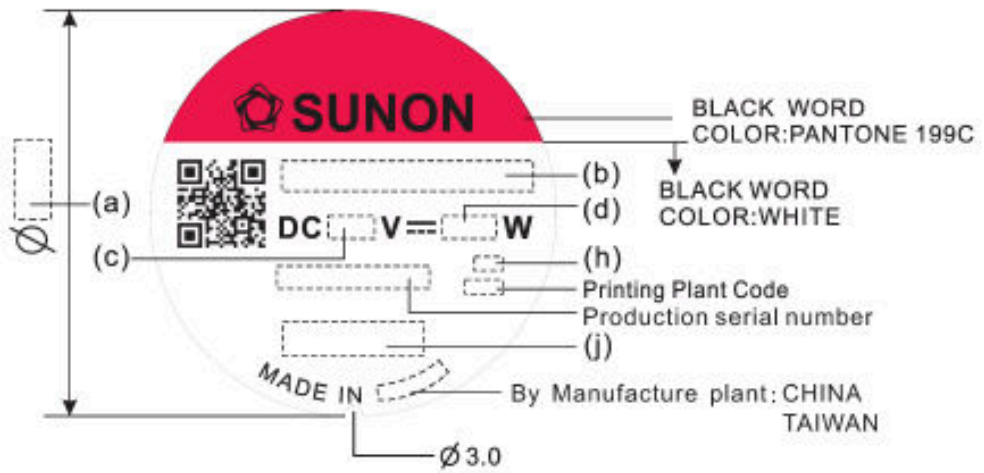 SUNON
BLACK WORD
COLOR:PANTONE 199C
BLACK WORD
COLOR:WHITE
(a)
Ø
(b)
(d)
DC V⎓ W
(c)
(h)
Printing Plant Code
Production serial number
(j)
MADE IN
By Manufacture plant: CHINA
TAIWAN
Ø 3.0